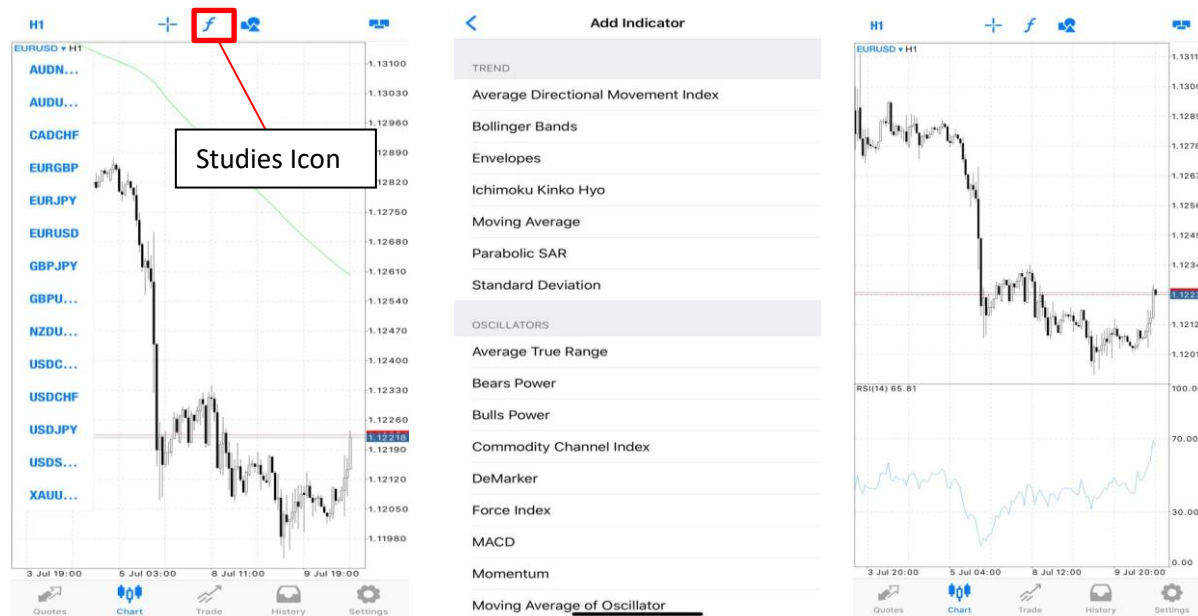 H1
f
EURUSD ▾ H1
AUDN...
AUDU...
CADCHF
EURGBP
EURJPY
EURUSD
GBPJPY
GBPU...
NZDU...
USDC...
USDCHF
USDJPY
USDS...
XAUU...
Studies Icon
1.13100
1.13030
1.12960
1.12820
1.12750
1.12680
1.12610
1.12540
1.12470
1.12400
1.12330
1.12260
1.12218
1.12190
1.12120
1.12050
1.11980
3 Jul 19:00
5 Jul 03:00
8 Jul 11:00
9 Jul 19:00
Quotes
Chart
Trade
History
Settings
Add Indicator
TREND
Average Directional Movement Index
Bollinger Bands
Envelopes
Ichimoku Kinko Hyo
Moving Average
Parabolic SAR
Standard Deviation
OSCILLATORS
Average True Range
Bears Power
Bulls Power
Commodity Channel Index
DeMarker
Force Index
MACD
Momentum
Moving Average of Oscillator
H1
f
EURUSD ▾ H1
RSI(14) 65.81
100.0
70.00
30.00
0.00
3 Jul 20:00
5 Jul 04:00
8 Jul 12:00
9 Jul 20:00
Quotes
Chart
Trade
History
Settings